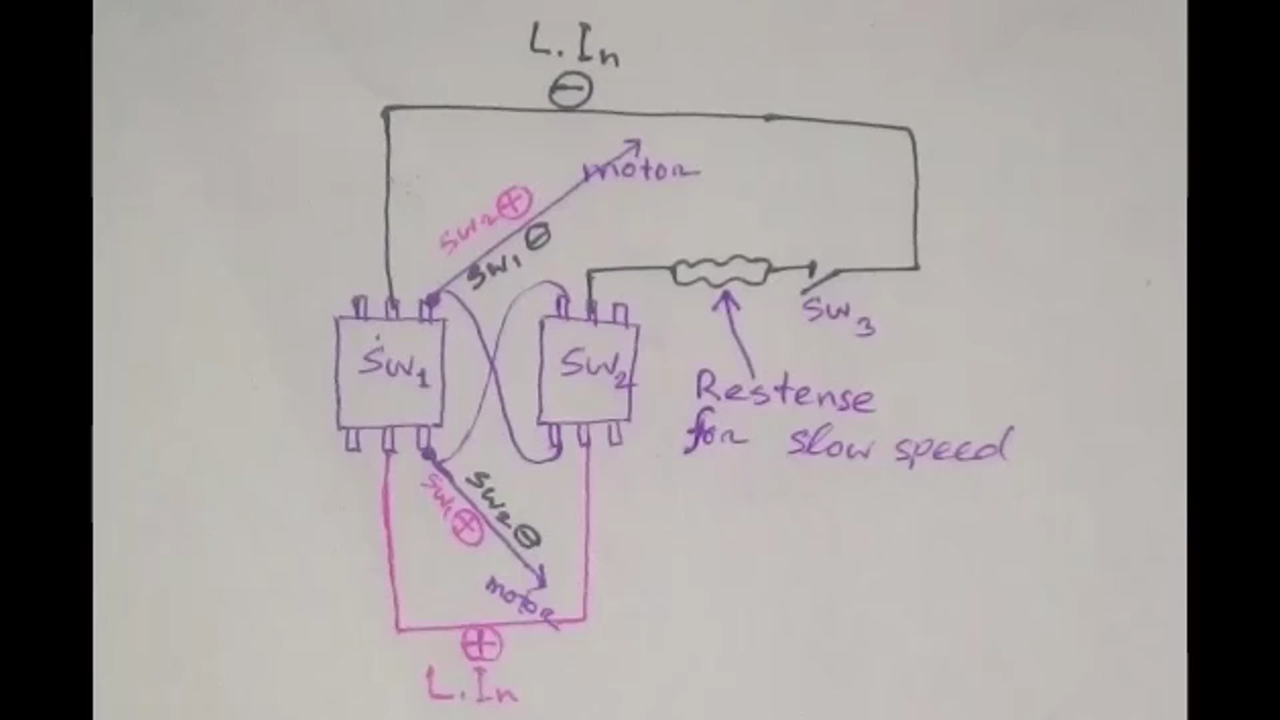 L. In
⊖
motor
SW2 ⊕
SW1 ⊖
SW1
SW2
SW3
Restense
for slow speed
SW1 ⊕
SW2 ⊖
motor
⊕
L. In